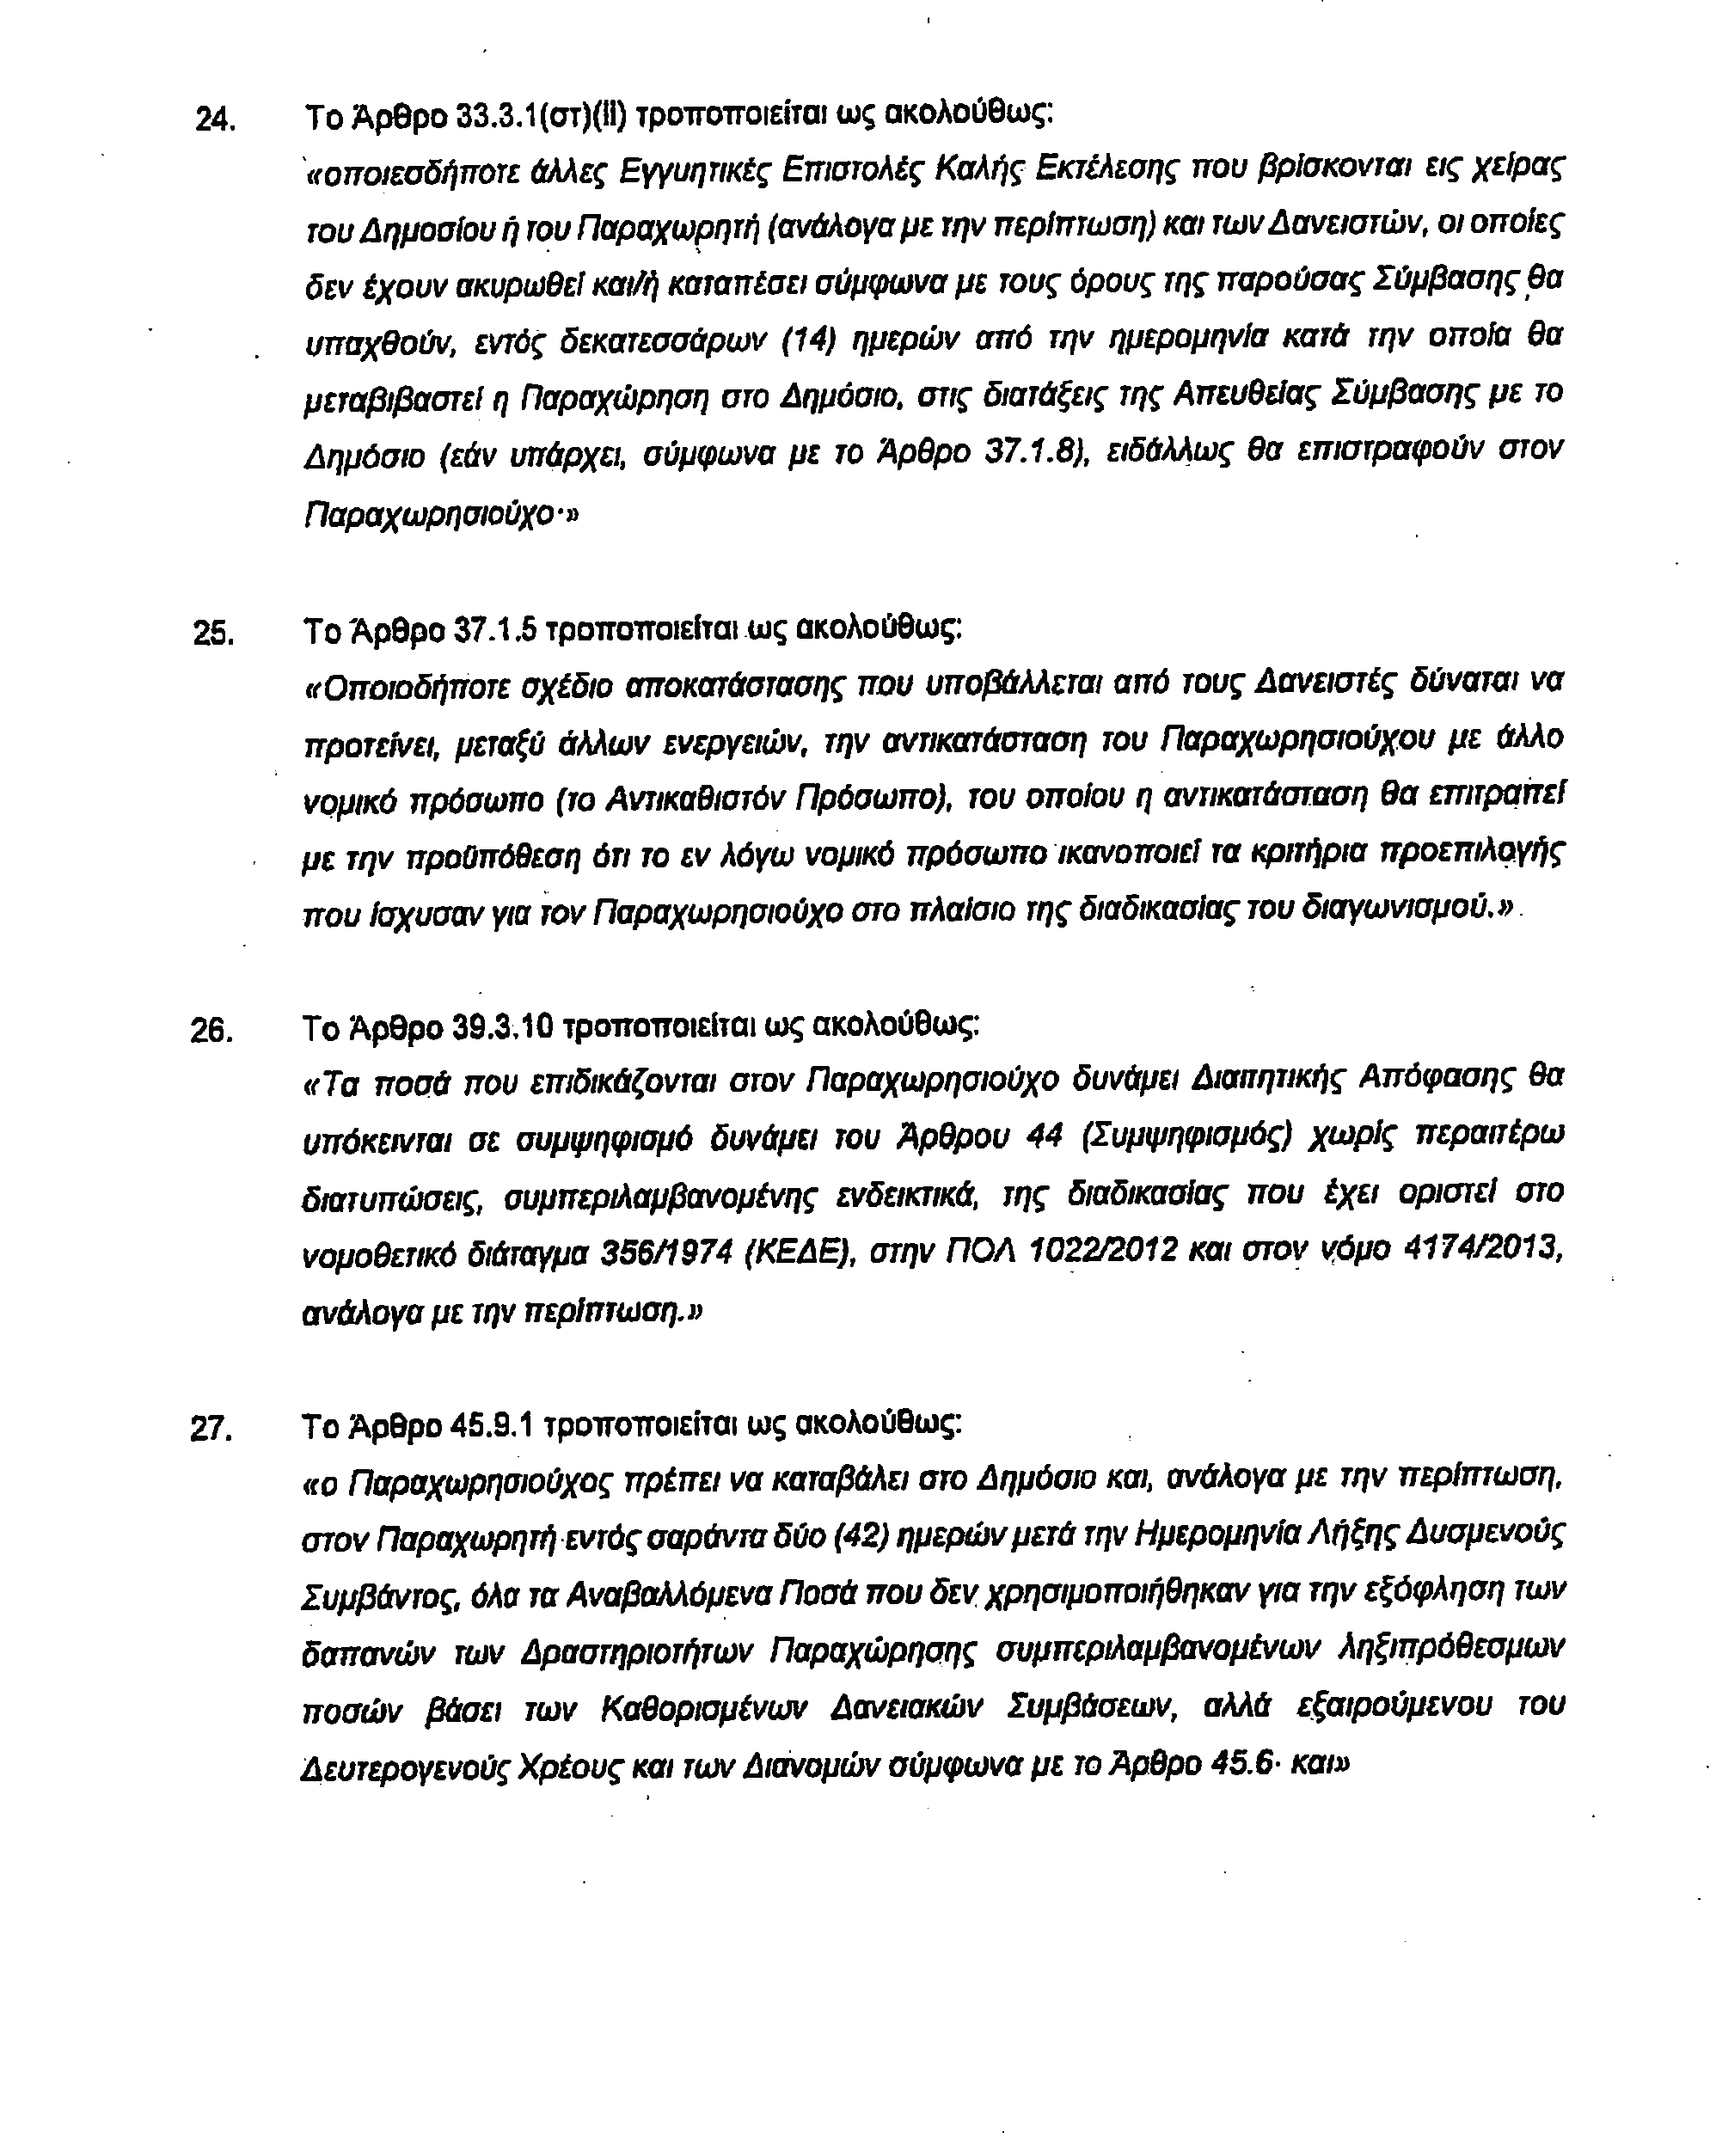 24. Το Άρθρο 33.3.1(στ)(ΙΙ) τροποποιείται ως ακολούθως:
«οποιεσδήποτε άλλες Εγγυητικές Επιστολές Καλής Εκτέλεσης που βρίσκονται εις χείρας
του Δημοσίου ή του Παραχωρητή (ανάλογα με την περίπτωση) και των Δανειστών, οι οποίες
δεν έχουν ακυρωθεί και/ή καταπέσει σύμφωνα με τους όρους της παρούσας Σύμβασης θα
υπαχθούν, εντός δεκατεσσάρων (14) ημερών από την ημερομηνία κατά την οποία θα
μεταβιβαστεί η Παραχώρηση στο Δημόσιο, στις διατάξεις της Απευθείας Σύμβασης με το
Δημόσιο (εάν υπάρχει, σύμφωνα με το Άρθρο 37.1.8), ειδάλλως θα επιστραφούν στον
Παραχωρησιούχο·»
25. Το Άρθρο 37.1.5 τροποποιείται ως ακολούθως:
«Οποιοδήποτε σχέδιο αποκατάστασης που υποβάλλεται από τους Δανειστές δύναται να
προτείνει, μεταξύ άλλων ενεργειών, την αντικατάσταση του Παραχωρησιούχου με άλλο
νομικό πρόσωπο (το Αντικαθιστόν Πρόσωπο), του οποίου η αντικατάσταση θα επιτραπεί
με την προϋπόθεση ότι το εν λόγω νομικό πρόσωπο ικανοποιεί τα κριτήρια προεπιλογής
που ίσχυσαν για τον Παραχωρησιούχο στο πλαίσιο της διαδικασίας του διαγωνισμού.»
26. Το Άρθρο 39.3.10 τροποποιείται ως ακολούθως:
«Τα ποσά που επιδικάζονται στον Παραχωρησιούχο δυνάμει Διαιτητικής Απόφασης θα
υπόκεινται σε συμψηφισμό δυνάμει του Άρθρου 44 (Συμψηφισμός) χωρίς περαιτέρω
διατυπώσεις, συμπεριλαμβανομένης ενδεικτικά, της διαδικασίας που έχει οριστεί στο
νομοθετικό διάταγμα 356/1974 (ΚΕΔΕ), στην ΠΟΛ 1022/2012 και στον νόμο 4174/2013,
ανάλογα με την περίπτωση.»
27. Το Άρθρο 45.9.1 τροποποιείται ως ακολούθως:
«ο Παραχωρησιούχος πρέπει να καταβάλει στο Δημόσιο και, ανάλογα με την περίπτωση,
στον Παραχωρητή εντός σαράντα δύο (42) ημερών μετά την Ημερομηνία Λήξης Δυσμενούς
Συμβάντος, όλα τα Αναβαλλόμενα Ποσά που δεν χρησιμοποιήθηκαν για την εξόφληση των
δαπανών των Δραστηριοτήτων Παραχώρησης συμπεριλαμβανομένων ληξιπρόθεσμων
ποσών βάσει των Καθορισμένων Δανειακών Συμβάσεων, αλλά εξαιρούμενου του
Δευτερογενούς Χρέους και των Διανομών σύμφωνα με το Άρθρο 45.6· και»